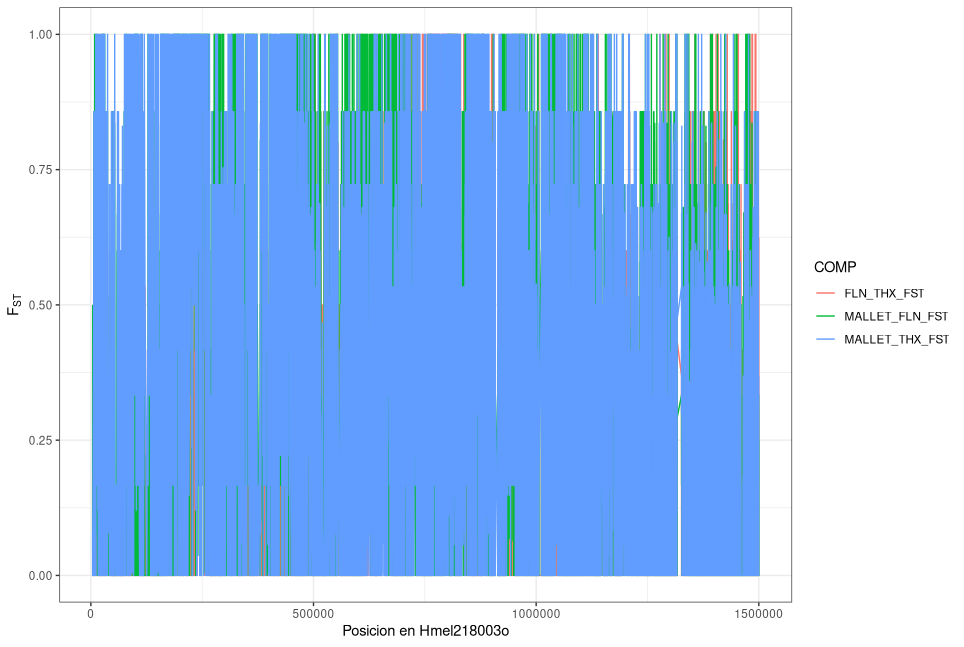 1.00
0.75
0.50
0.25
0.00
FST
0
500000
1000000
1500000
Posicion en Hmel218003o
COMP
FLN_THX_FST
MALLET_FLN_FST
MALLET_THX_FST